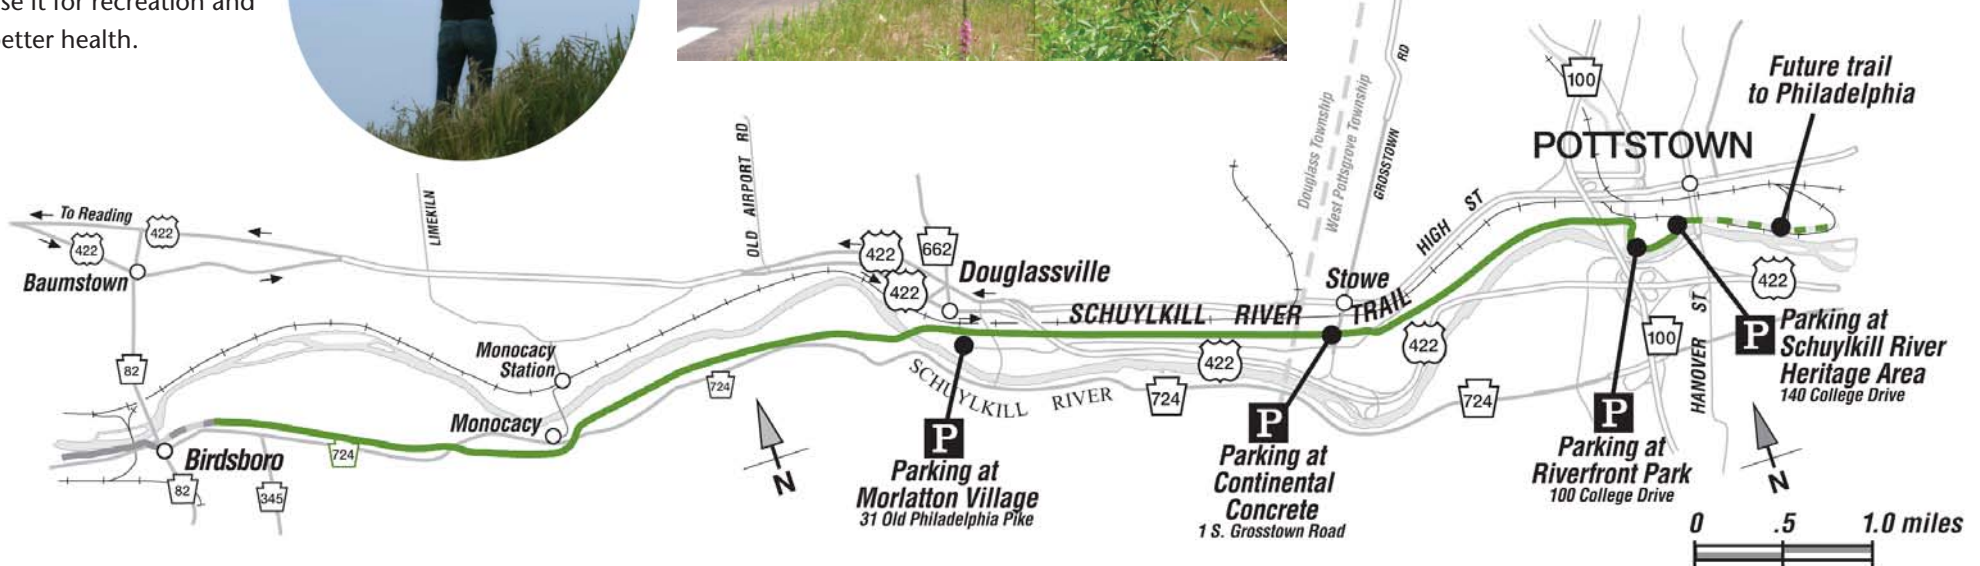 se it for recreation and
etter health.
Future trail
to Philadelphia
POTTSTOWN
100
RD
Douglass Township
West Pottsgrove Township
GROSSTOWN
HIGH ST
OLD AIRPORT RD
LIMEKILN
To Reading
422
422
Baumstown
422
662
422
Douglassville
SCHUYLKILL RIVER TRAIL
Stowe
422
422
422
Monocacy
Station
82
724
Monocacy
SCHUYLKILL RIVER
724
724
100
HANOVER ST
Birdsboro
724
82
345
N
N
P
Parking at
Morlatton Village
31 Old Philadelphia Pike
P
Parking at
Continental
Concrete
1 S. Grosstown Road
P
Parking at
Riverfront Park
100 College Drive
P
Parking at
Schuylkill River
Heritage Area
140 College Drive
0 .5 1.0 miles